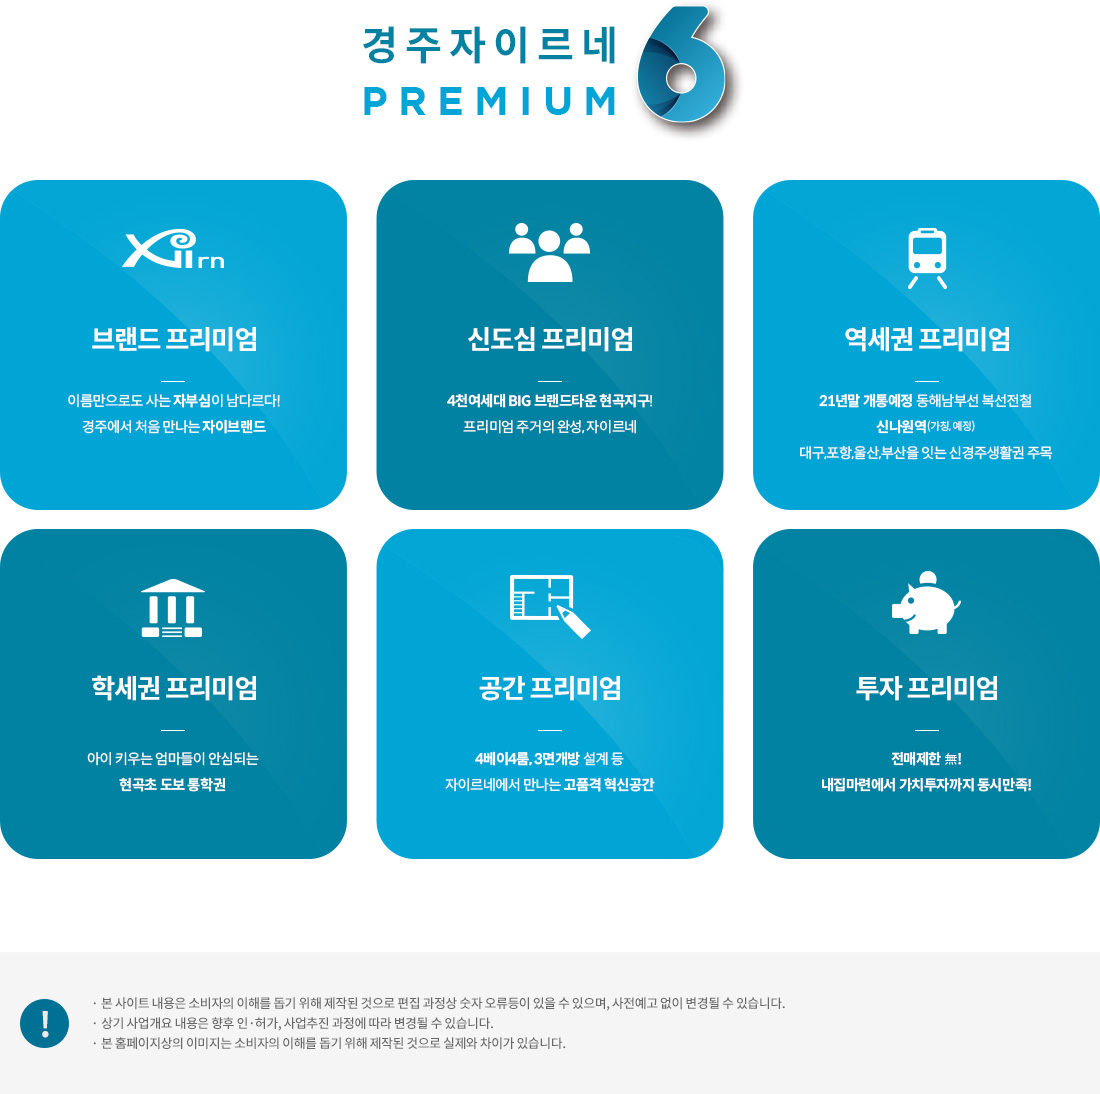 경주자이르네
PREMIUM 6
Xii rn
브랜드 프리미엄
이름만으로도 사는 자부심이 남다르다!
경주에서 처음 만나는 자이브랜드
신도심 프리미엄
4천여세대 BIG 브랜드타운 현곡지구!
프리미엄 주거의 완성, 자이르네
역세권 프리미엄
21년말 개통예정 동해남부선 복선전철
신나원역(가칭, 예정)
대구,포항,울산,부산을 잇는 신경주생활권 주목
학세권 프리미엄
아이 키우는 엄마들이 안심되는
현곡초 도보 통학권
공간 프리미엄
4베이4룸, 3면개방 설계 등
자이르네에서 만나는 고품격 혁신공간
투자 프리미엄
전매제한 無!
내집마련에서 가치투자까지 동시만족!
· 본 사이트 내용은 소비자의 이해를 돕기 위해 제작된 것으로 편집 과정상 숫자 오류등이 있을 수 있으며, 사전예고 없이 변경될 수 있습니다.
· 상기 사업개요 내용은 향후 인·허가, 사업추진 과정에 따라 변경될 수 있습니다.
· 본 홈페이지상의 이미지는 소비자의 이해를 돕기 위해 제작된 것으로 실제와 차이가 있습니다.